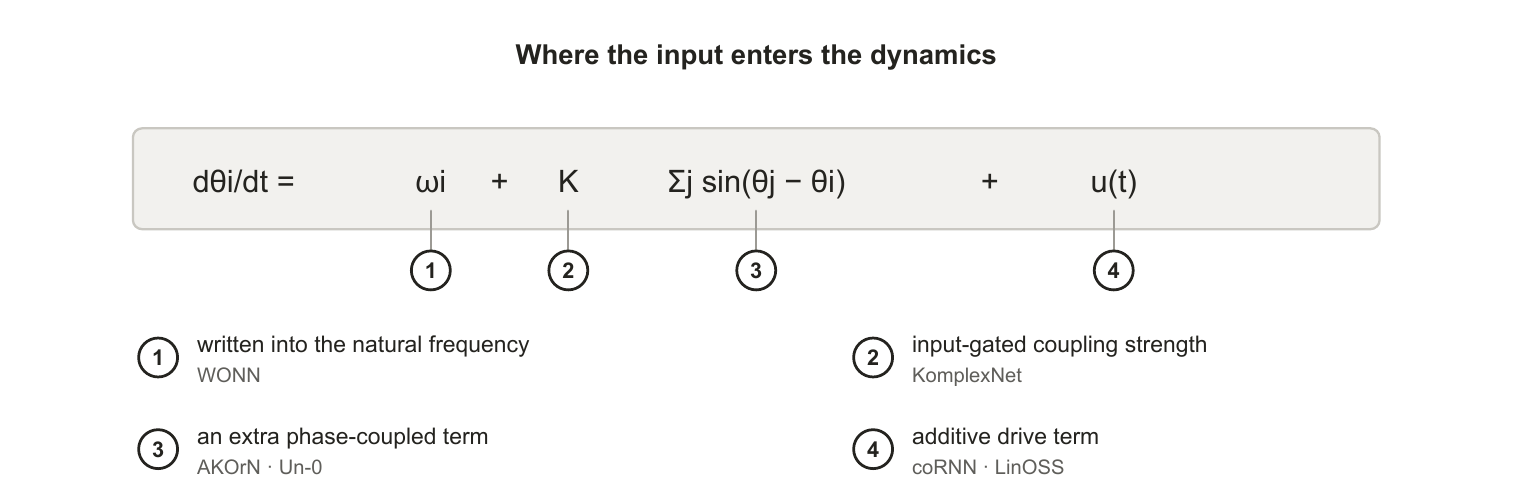 Where the input enters the dynamics
dθi/dt = ωi + K Σj sin(θj − θi) + u(t)
1 2 3 4
1 written into the natural frequency
WONN
2 input-gated coupling strength
KomplexNet
3 an extra phase-coupled term
AKOrN · Un-0
4 additive drive term
coRNN · LinOSS